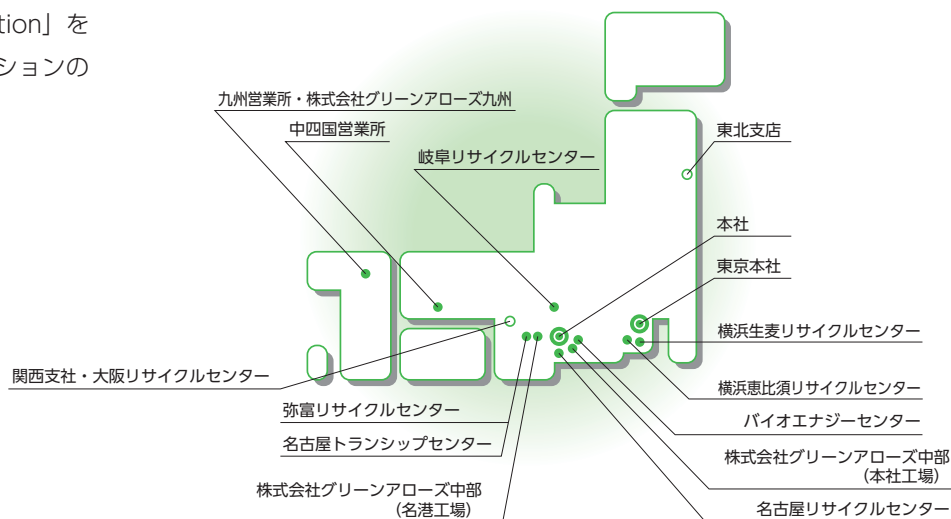 tion」を
ションの
九州営業所・株式会社グリーンアローズ九州
中四国営業所
岐阜リサイクルセンター
東北支店
本社
東京本社
横浜生麦リサイクルセンター
関西支社・大阪リサイクルセンター
横浜恵比須リサイクルセンター
弥富リサイクルセンター
バイオエナジーセンター
名古屋トランシップセンター
株式会社グリーンアローズ中部
（本社工場）
株式会社グリーンアローズ中部
（名港工場）
名古屋リサイクルセンター